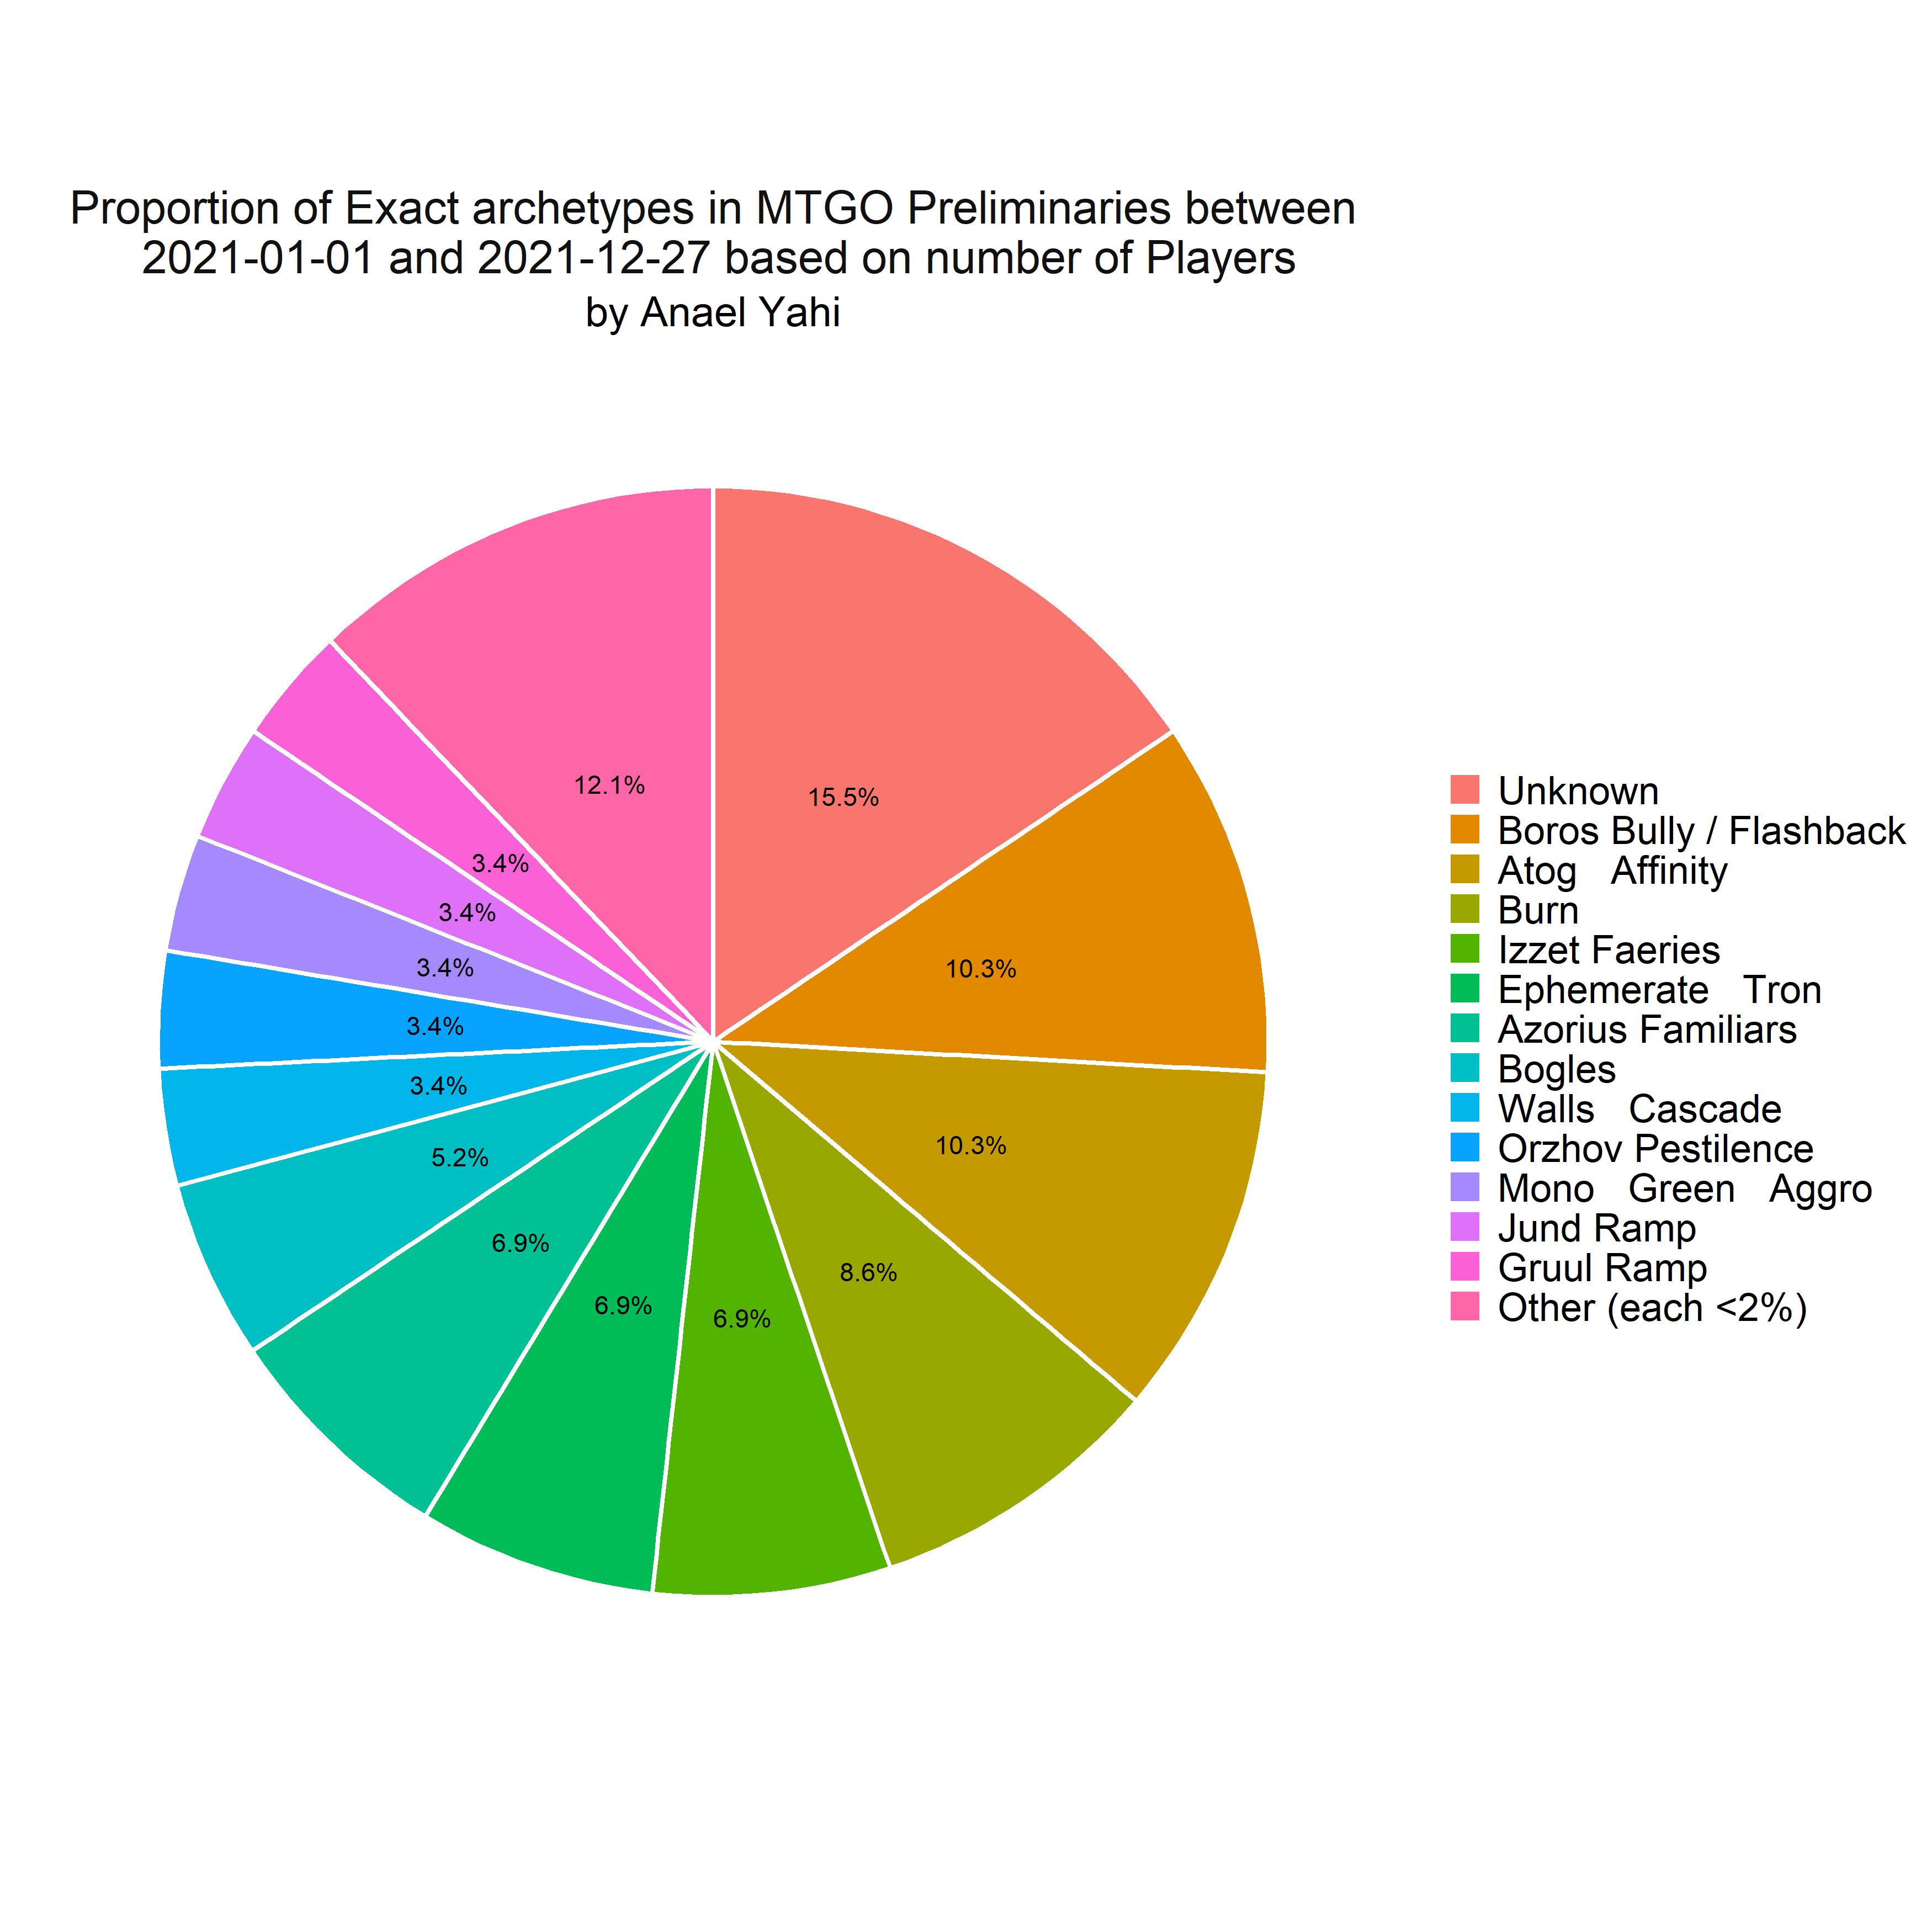 Proportion of Exact archetypes in MTGO Preliminaries between
2021-01-01 and 2021-12-27 based on number of Players
by Anael Yahi
12.1%
15.5%
3.4%
3.4%
3.4%
10.3%
3.4%
3.4%
10.3%
5.2%
6.9%
8.6%
6.9%
6.9%
Unknown
Boros Bully / Flashback
Atog   Affinity
Burn
Izzet Faeries
Ephemerate   Tron
Azorius Familiars
Bogles
Walls   Cascade
Orzhov Pestilence
Mono   Green   Aggro
Jund Ramp
Gruul Ramp
Other (each <2%)